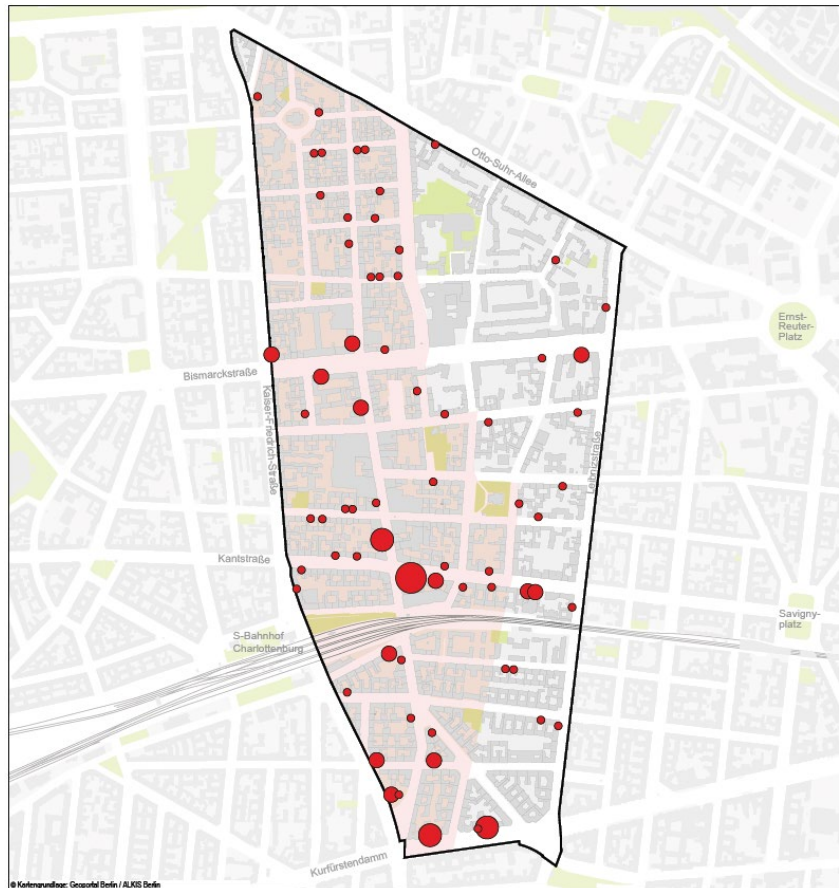 Otto-Suhr-Allee
Ernst-
Reuter-
Platz
Bismarckstraße
Kaiser-Friedrich-Straße
Leibnizstraße
Kantstraße
Savigny-
platz
S-Bahnhof
Charlottenburg
Kurfürstendamm
© Kartengrundlage: Geoportal Berlin / ALKIS Berlin